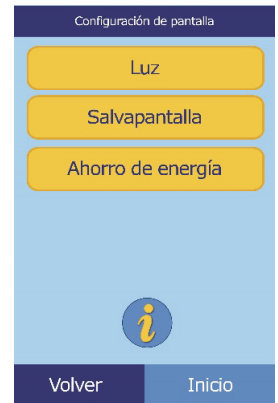 Configuración de pantalla
Luz
Salvapantalla
Ahorro de energía
i
Volver Inicio